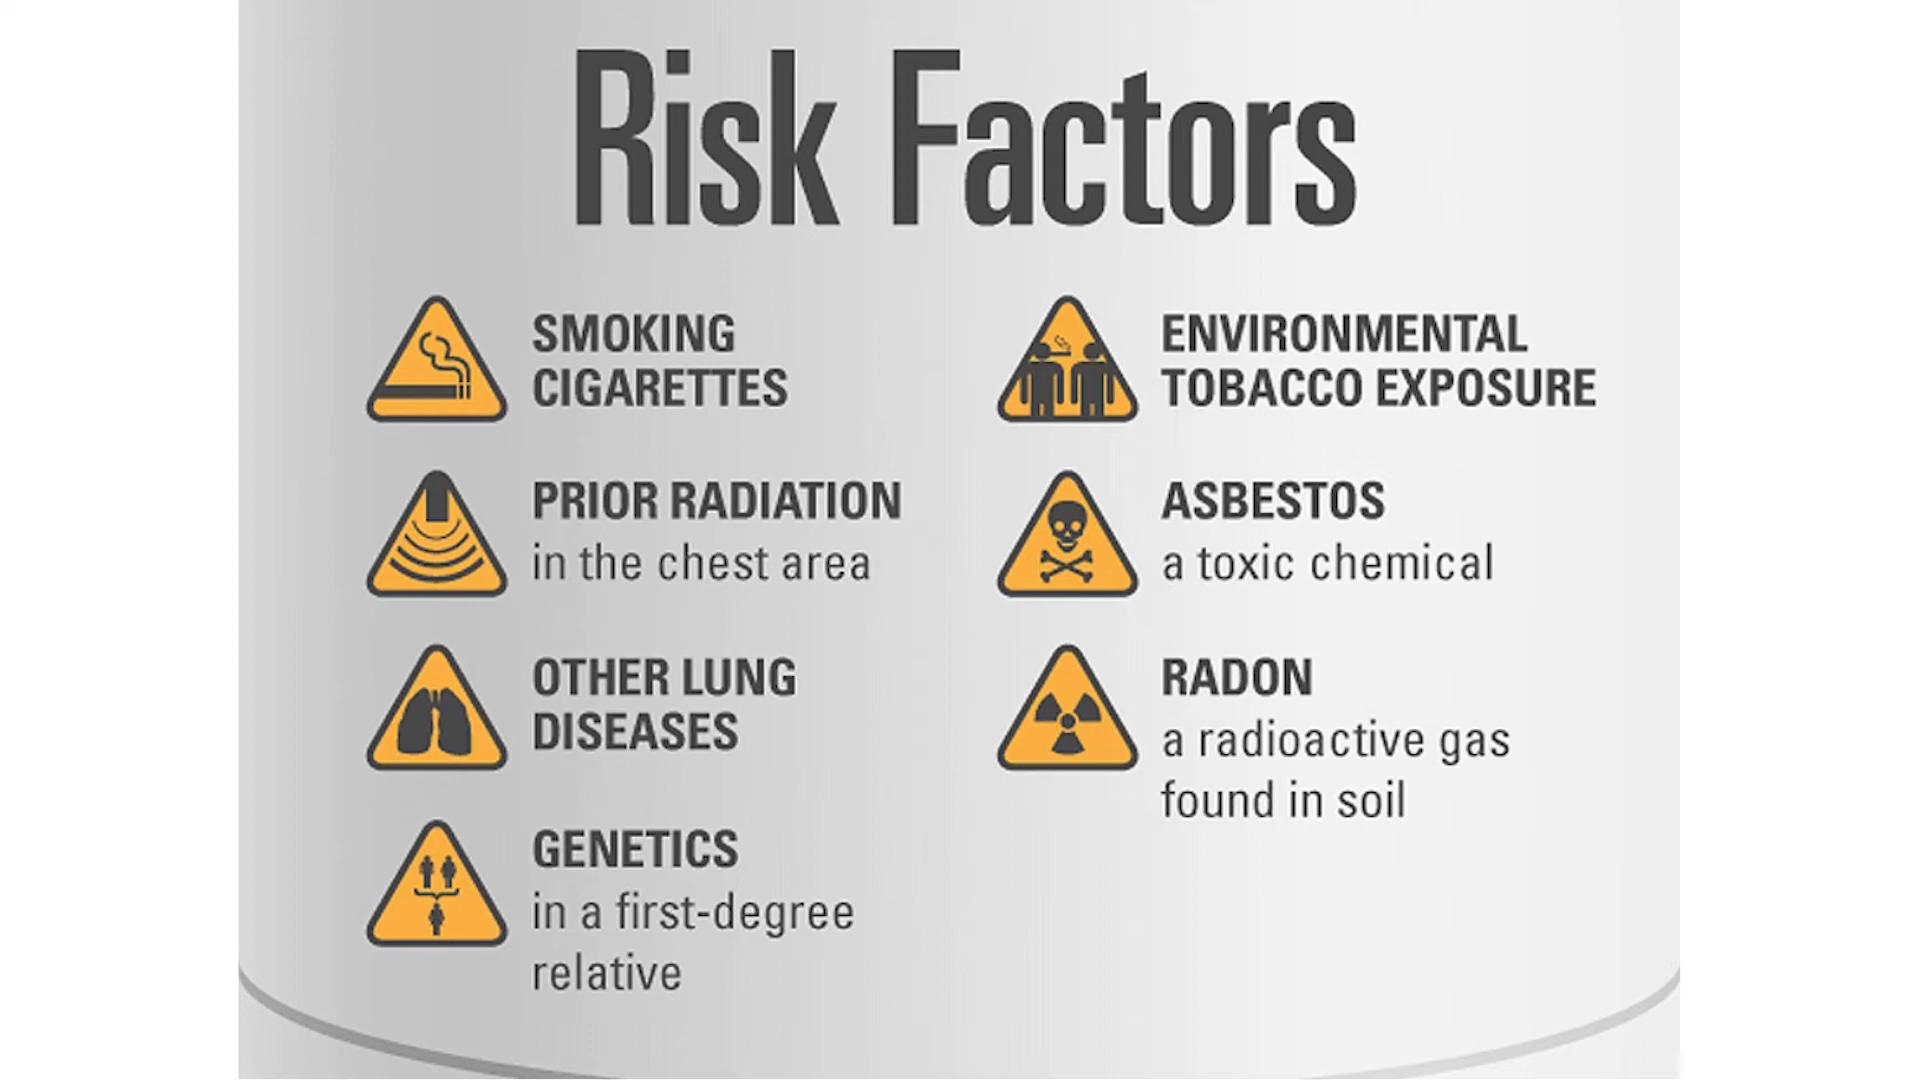 Risk Factors
SMOKING
CIGARETTES
PRIOR RADIATION
in the chest area
OTHER LUNG
DISEASES
GENETICS
in a first-degree
relative
ENVIRONMENTAL
TOBACCO EXPOSURE
ASBESTOS
a toxic chemical
RADON
a radioactive gas
found in soil